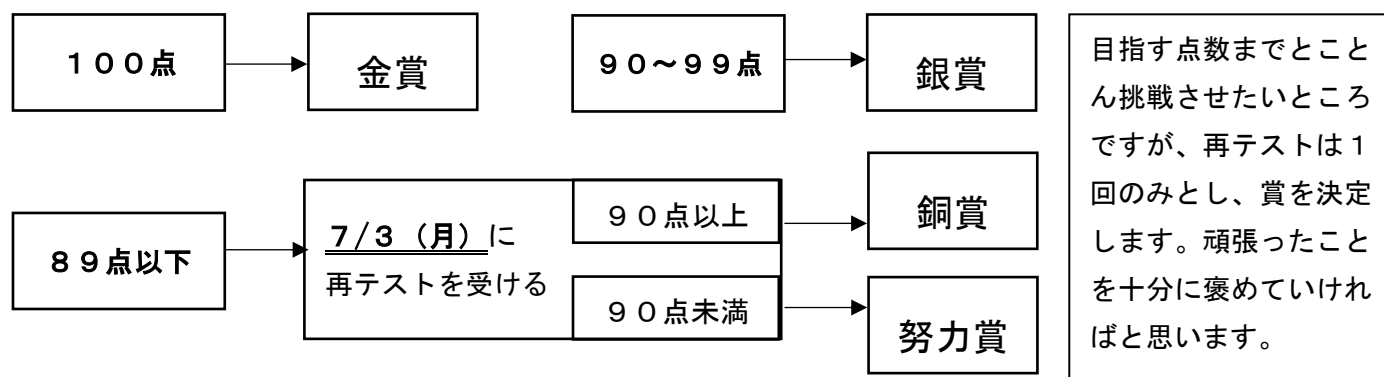 １００点
金賞
９０～９９点
銀賞
８９点以下
７/３（月）に
再テストを受ける
９０点以上
銅賞
９０点未満
努力賞
目指す点数までとこと
ん挑戦させたいところ
ですが、再テストは１
回のみとし、賞を決定
します。頑張ったこと
を十分に褒めていけれ
ばと思います。